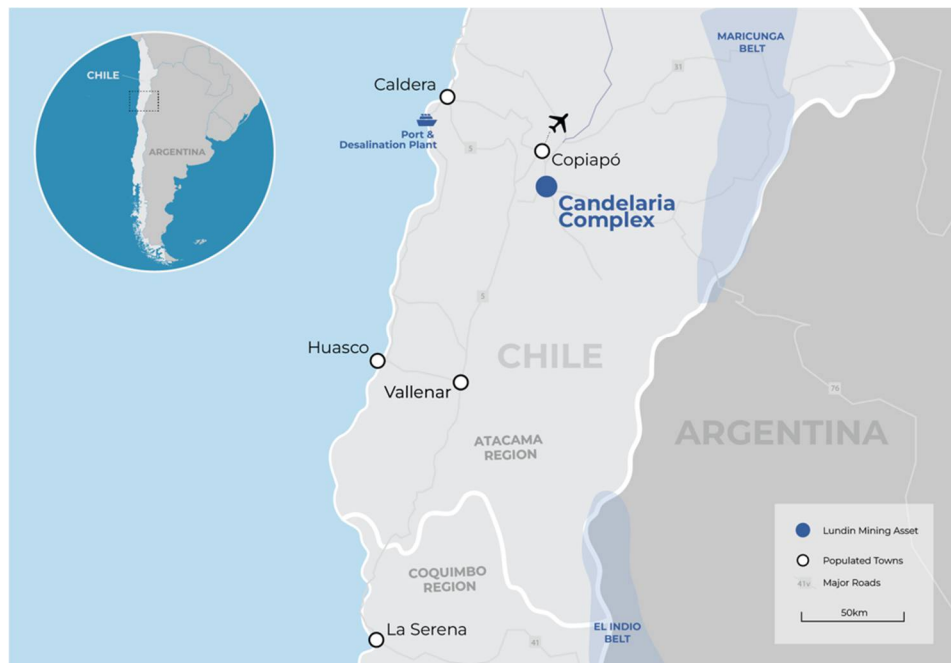 CHILE
ARGENTINA
MARICUNGA
BELT
31
Caldera
Port &
Desalination Plant
5
Copiapó
Candelaria
Complex
5
Huasco
CHILE
Vallenar
76
ARGENTINA
ATACAMA
REGION
COQUIMBO
REGION
La Serena
41
EL INDIO
BELT
Lundin Mining Asset
Populated Towns
41v Major Roads
50km